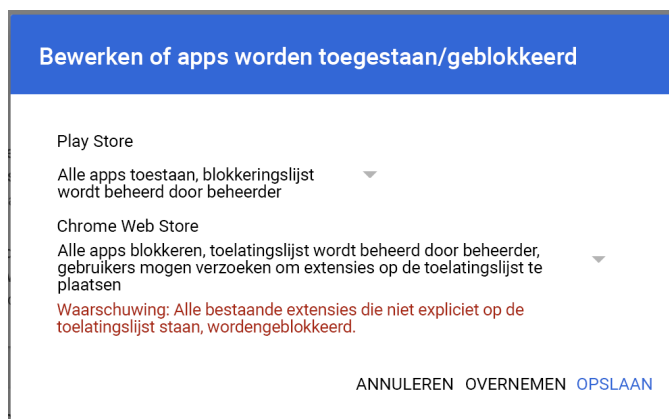 Bewerken of apps worden toegestaan/geblokkeerd
Play Store
Alle apps toestaan, blokkeringslijst
wordt beheerd door beheerder
Chrome Web Store
Alle apps blokkeren, toelatingslijst wordt beheerd door beheerder,
gebruikers mogen verzoeken om extensies op de toelatingslijst te
plaatsen
Waarschuwing: Alle bestaande extensies die niet expliciet op de
toelatingslijst staan, wordengeblokkeerd.
ANNULEREN OVERNEMEN OPSLAAN